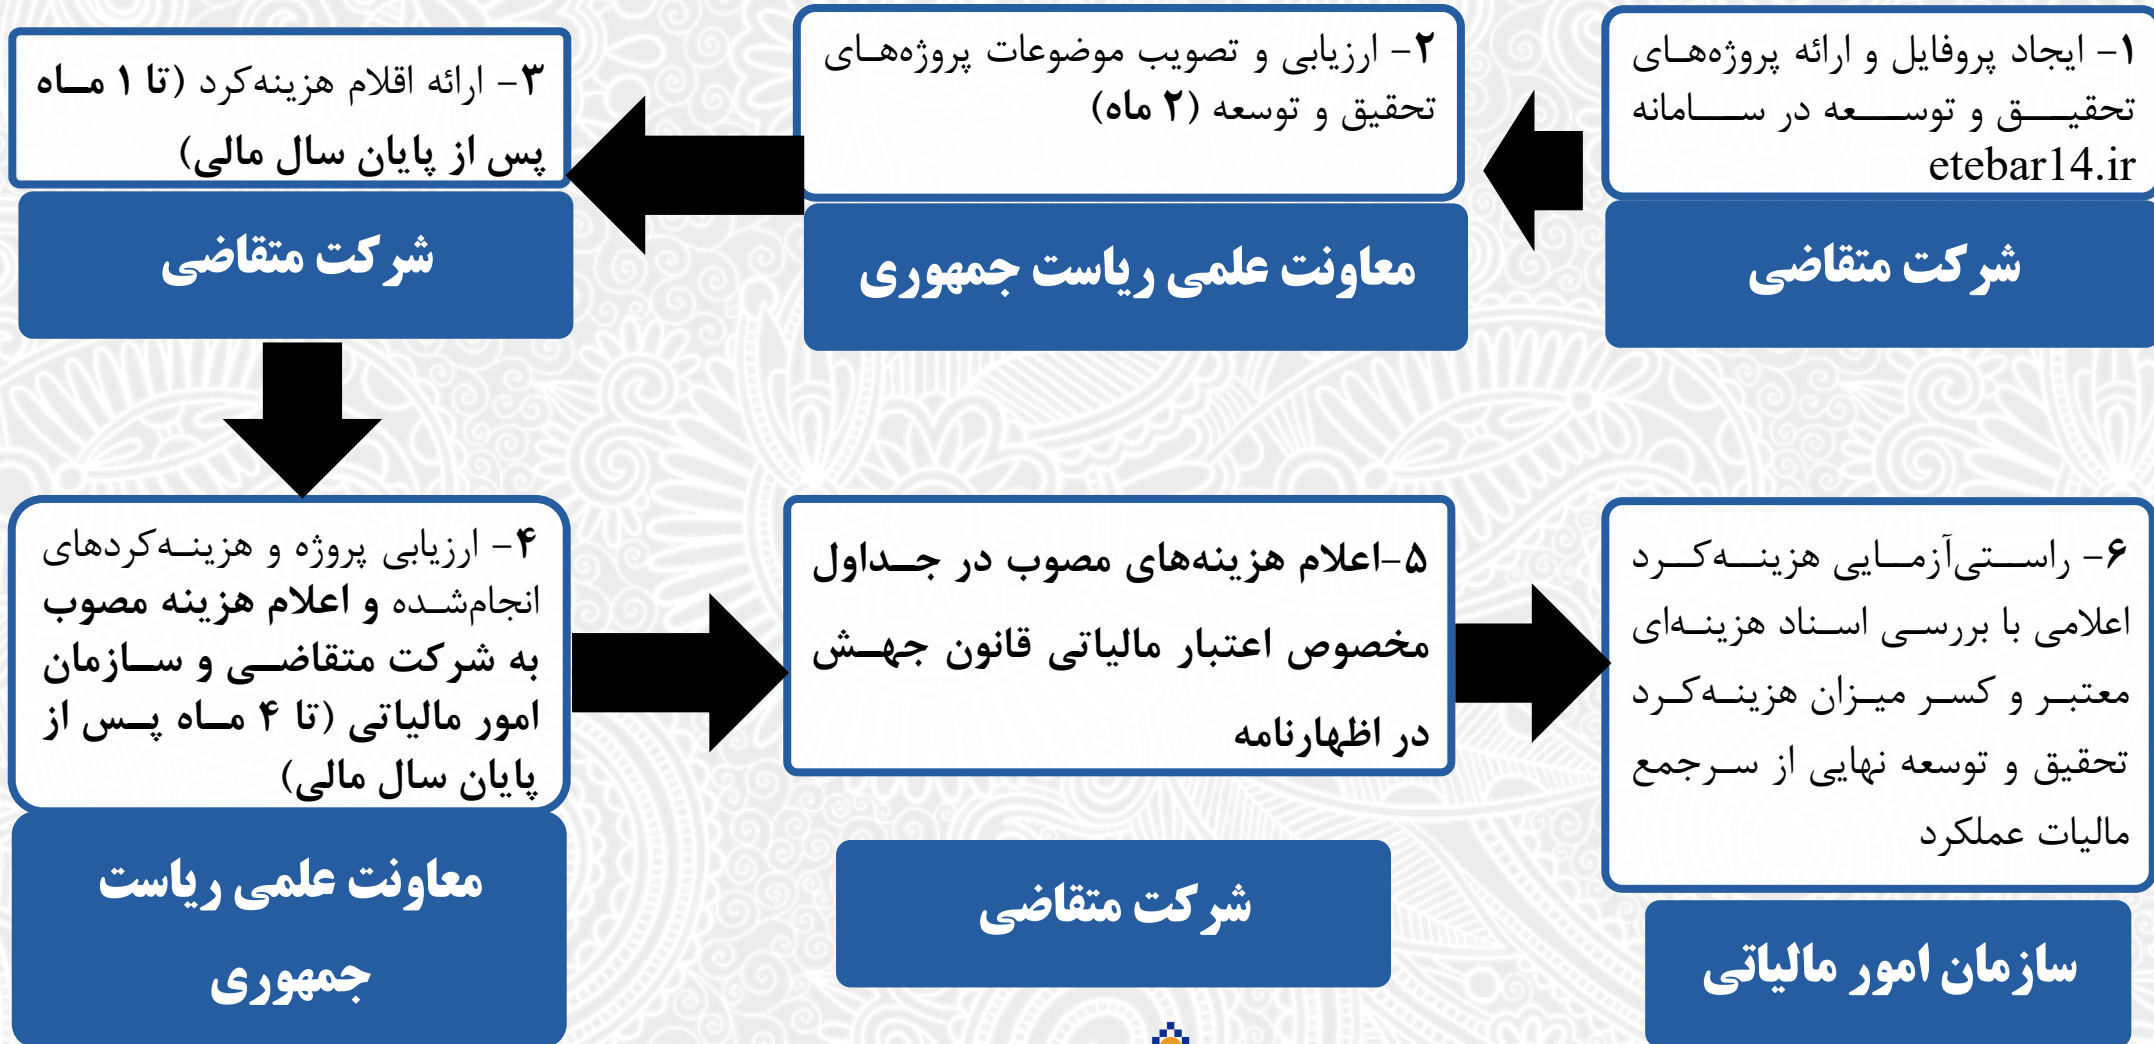 ۱- ایجاد پروفایل و ارائه پروژه‌های
تحقیق و توسعه در سامانه
etebar14.ir
شرکت متقاضی
۲- ارزیابی و تصویب موضوعات پروژه‌های
تحقیق و توسعه (۲ ماه)
معاونت علمی ریاست جمهوری
۳- ارائه اقلام هزینه‌کرد (تا ۱ ماه
پس از پایان سال مالی)
شرکت متقاضی
۴- ارزیابی پروژه و هزینه‌کردهای
انجام‌شده و اعلام هزینه مصوب
به شرکت متقاضی و سازمان
امور مالیاتی (تا ۴ ماه پس از
پایان سال مالی)
معاونت علمی ریاست
جمهوری
۵-اعلام هزینه‌های مصوب در جداول
مخصوص اعتبار مالیاتی قانون جهش
در اظهارنامه
شرکت متقاضی
۶- راستی‌آزمایی هزینه‌کرد
اعلامی با بررسی اسناد هزینه‌ای
معتبر و کسر میزان هزینه‌کرد
تحقیق و توسعه نهایی از سرجمع
مالیات عملکرد
سازمان امور مالیاتی